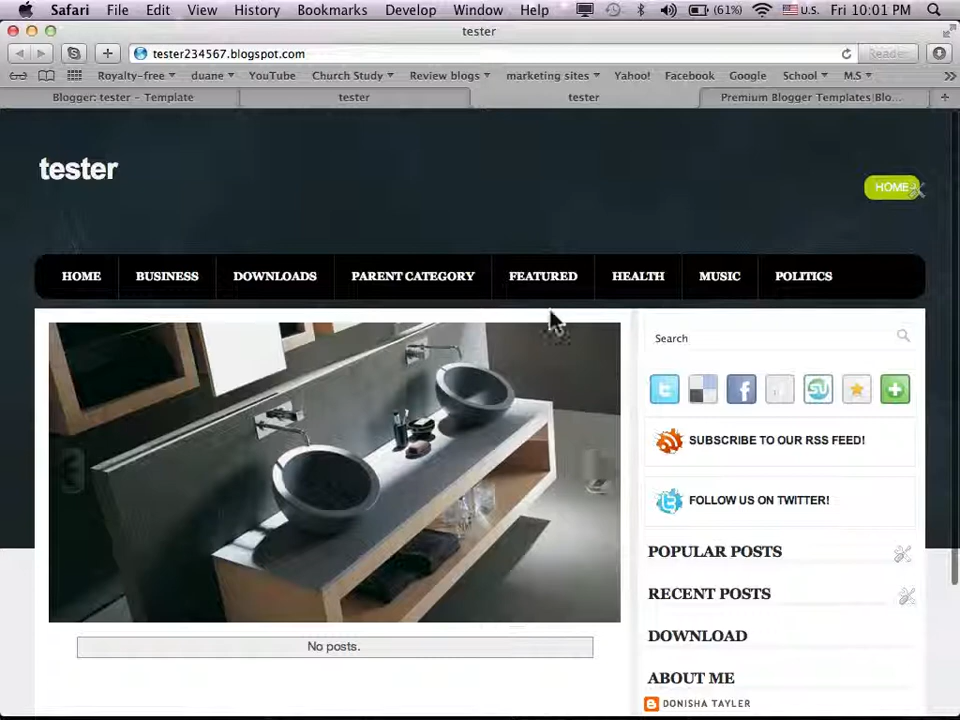 Safari File Edit View History Bookmarks Develop Window Help (61%) U.S. Fri 10:01 PM
tester
tester234567.blogspot.com Reader
Royalty-free duane YouTube Church Study Review blogs marketing sites Yahoo! Facebook Google School M.S
Blogger: tester - Template tester tester Premium Blogger Templates|Blo...
tester
HOME
HOME BUSINESS DOWNLOADS PARENT CATEGORY FEATURED HEALTH MUSIC POLITICS
Search
SUBSCRIBE TO OUR RSS FEED!
FOLLOW US ON TWITTER!
POPULAR POSTS
RECENT POSTS
No posts.
DOWNLOAD
ABOUT ME
DONISHA TAYLER